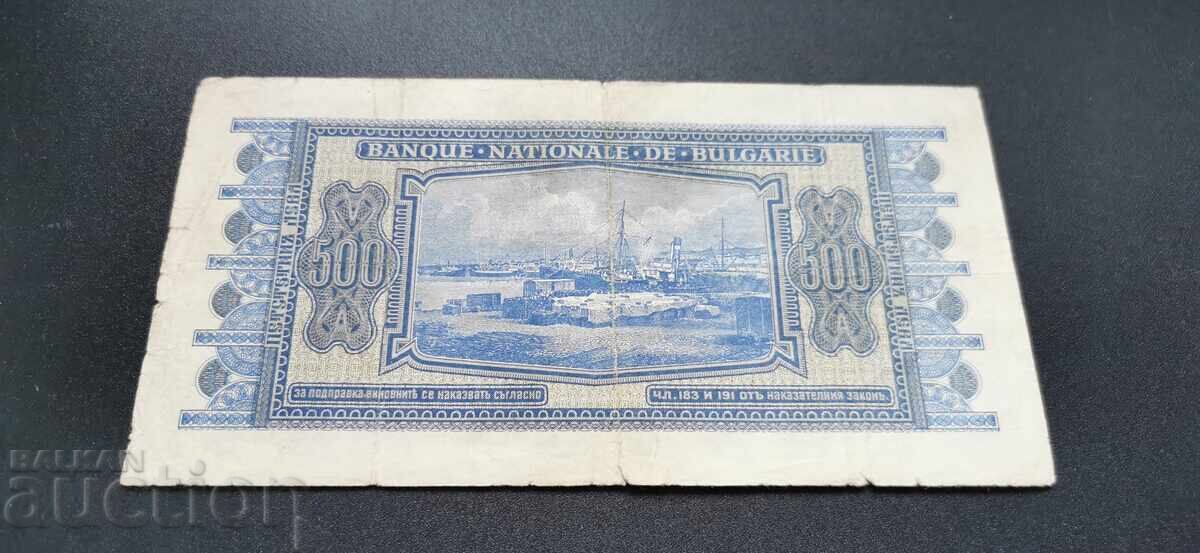 BANQUE • NATIONALE • DE • BULGARIE
500
500
ЗА ПОДПРАВКА ВИНОВНИТѢ СЕ НАКАЗВАТЪ СЪГЛАСНО
ЧЛ. 183 И 191 ОТЪ НАКАЗАТЕЛНИЯ ЗАКОНЪ
BALKAN
auction